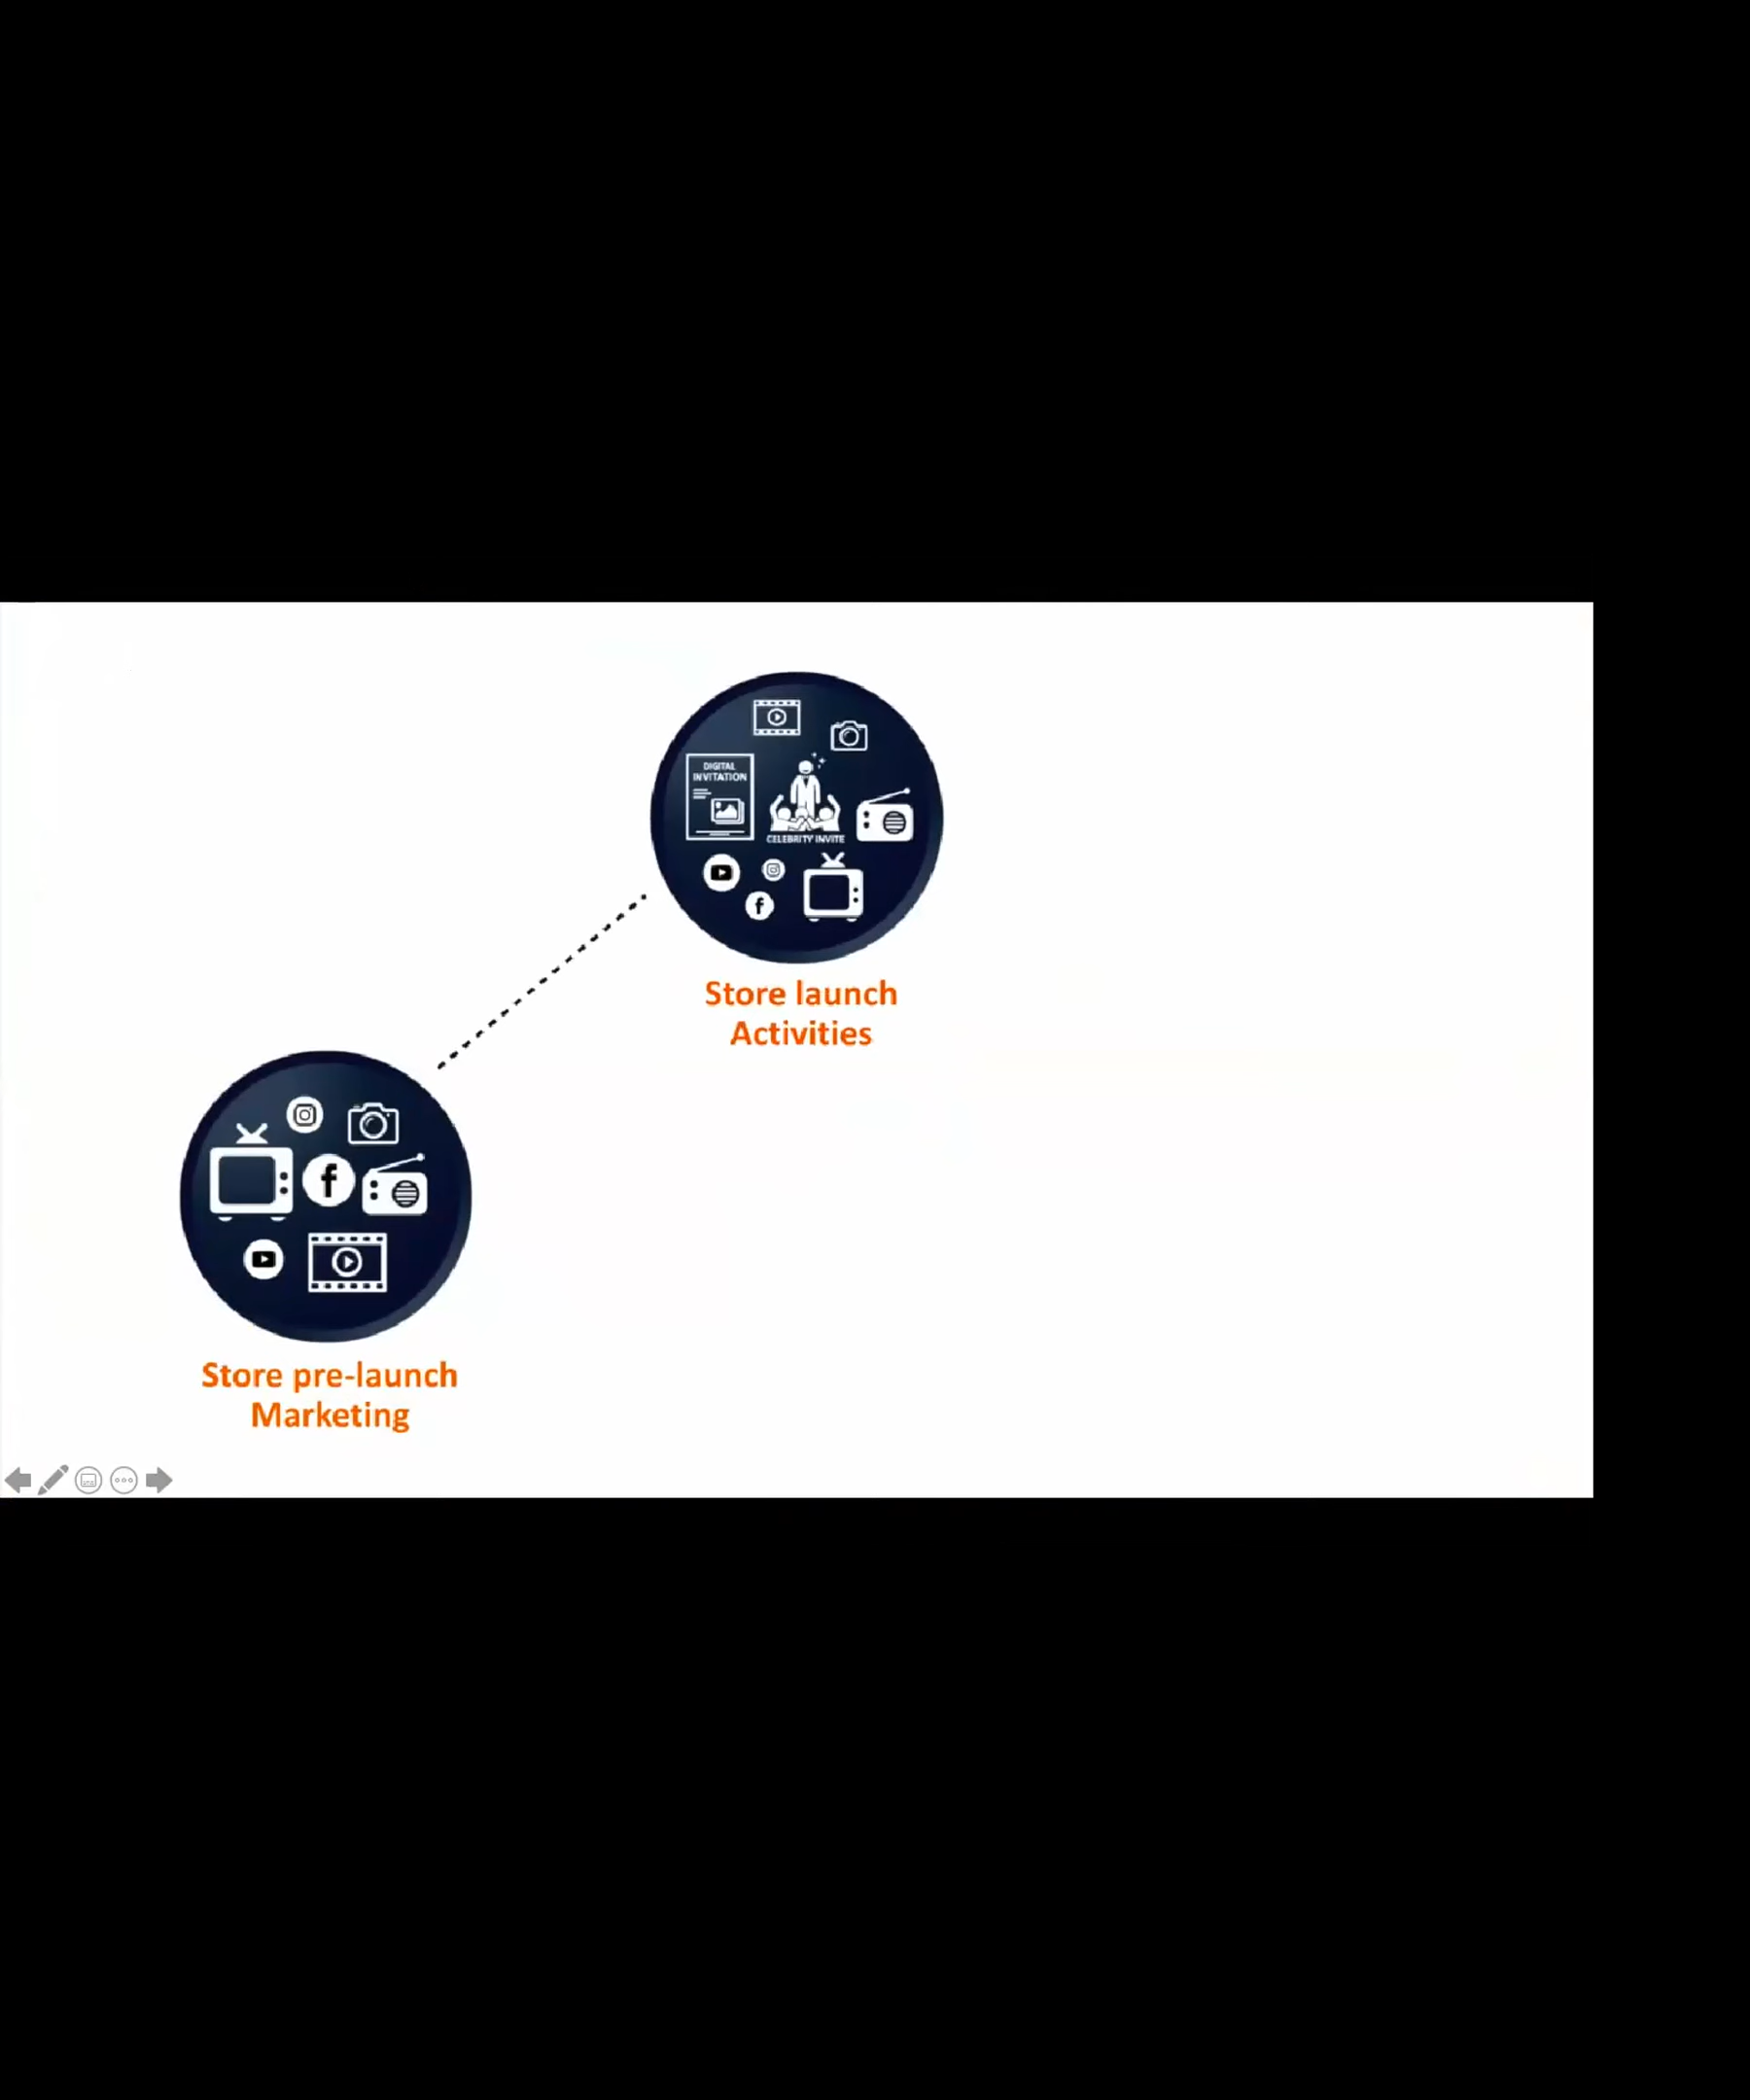 DIGITAL
INVITATION
CELEBRITY INVITE
Store launch
Activities
Store pre-launch
Marketing